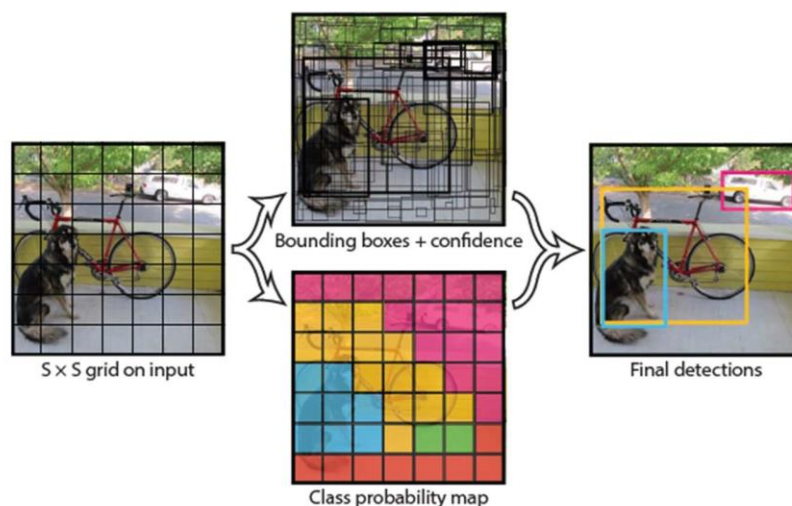 Bounding boxes + confidence
S × S grid on input
Final detections
Class probability map